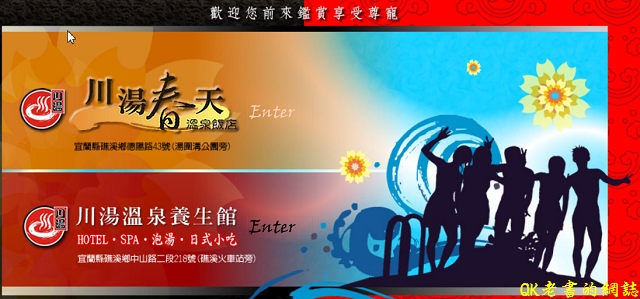 歡迎您前來鑑賞享受尊寵
川湯春天
溫泉飯店
Enter
宜蘭縣礁溪鄉德陽路43號(湯圍溝公園旁)
川湯溫泉養生館
Enter
HOTEL・SPA・泡湯・日式小吃
宜蘭縣礁溪鄉中山路二段218號(礁溪火車站旁)
QK老書的網誌